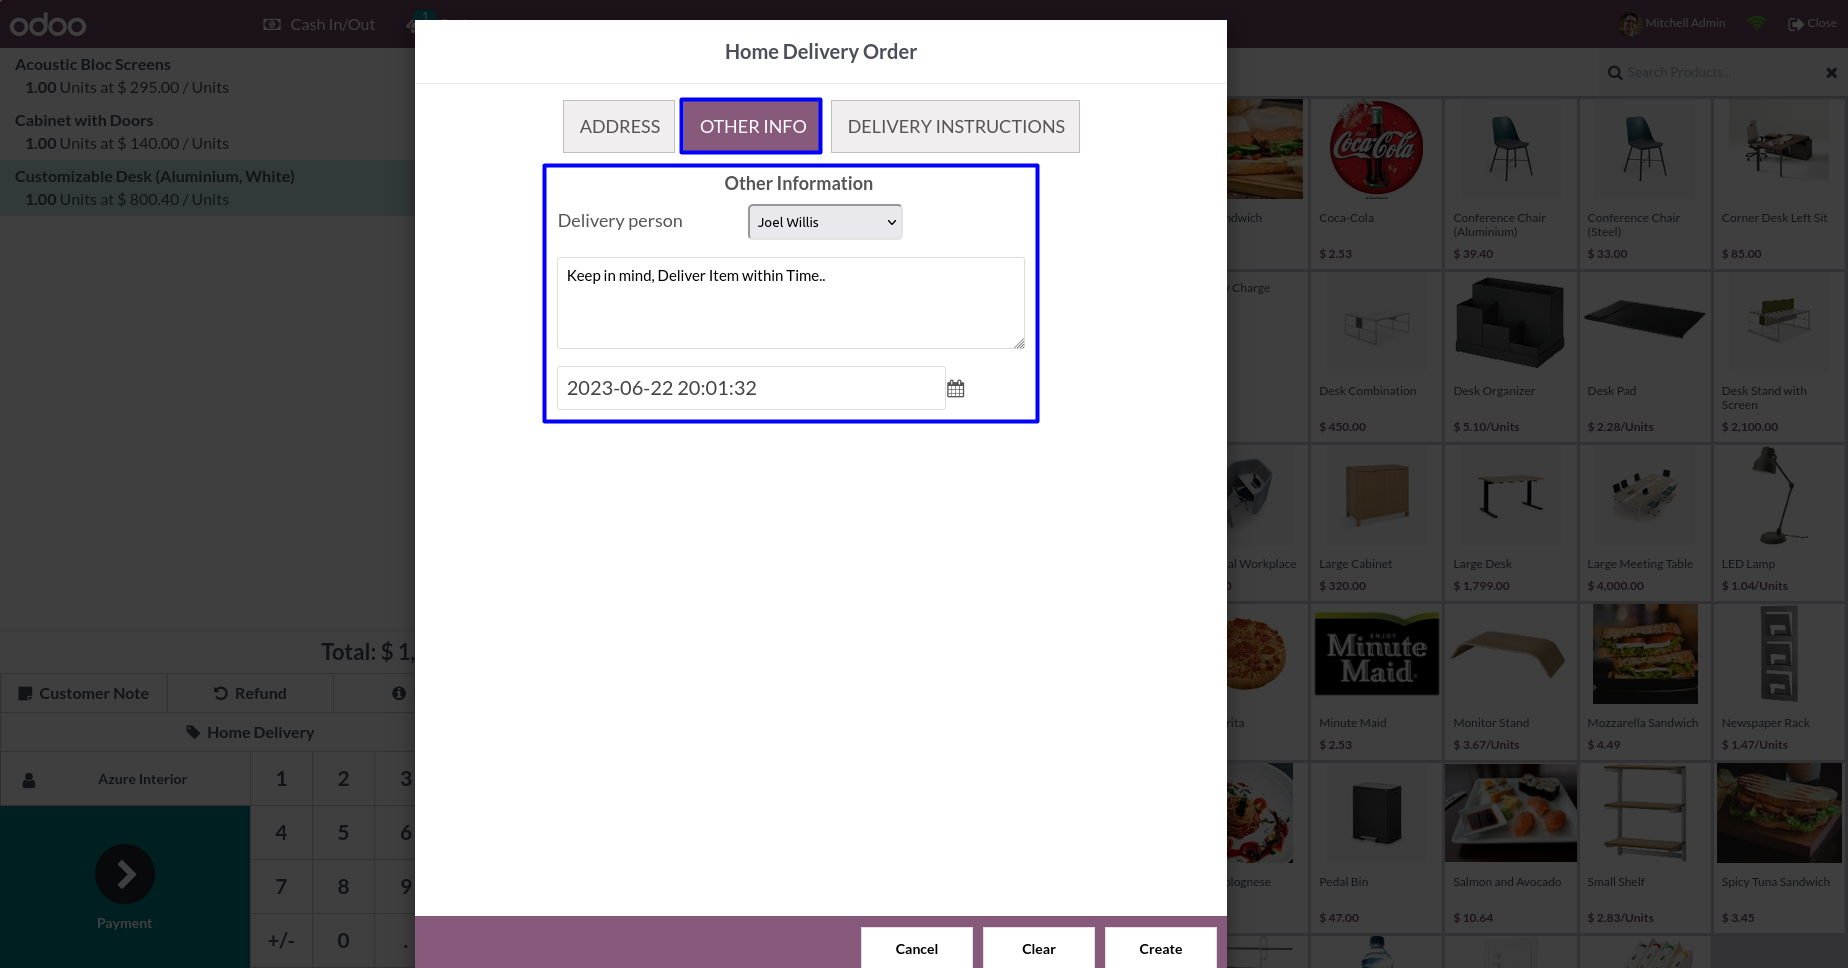 odoo
Cash In/Out
1
Mitchell Admin
Close
Acoustic Bloc Screens
1.00 Units at $ 295.00 / Units
Cabinet with Doors
1.00 Units at $ 140.00 / Units
Customizable Desk (Aluminium, White)
1.00 Units at $ 800.40 / Units
Total: $ 1,
Customer Note
Refund
Home Delivery
Azure Interior
1 2 3
4 5 6
7 8 9
+/- 0 .
Payment
Home Delivery Order
ADDRESS
OTHER INFO
DELIVERY INSTRUCTIONS
Other Information
Delivery person
Joel Willis
Keep in mind, Deliver Item within Time..
2023-06-22 20:01:32
Cancel
Clear
Create
Search Products...
Coca-Cola
Coca-Cola
$ 2.53
Conference Chair
(Aluminium)
$ 39.40
Conference Chair
(Steel)
$ 33.00
Corner Desk Left Sit
$ 85.00
Charge
Desk Combination
$ 450.00
Desk Organizer
$ 5.10/Units
Desk Pad
$ 2.28/Units
Desk Stand with
Screen
$ 2,100.00
Workplace
Large Cabinet
$ 320.00
Large Desk
$ 1,799.00
Large Meeting Table
$ 4,000.00
LED Lamp
$ 1.04/Units
ENJOY
Minute
Maid
Minute Maid
$ 2.53
Monitor Stand
$ 3.67/Units
Mozzarella Sandwich
$ 4.49
Newspaper Rack
$ 1.47/Units
Pedal Bin
$ 47.00
Salmon and Avocado
$ 10.64
Small Shelf
$ 2.83/Units
Spicy Tuna Sandwich
$ 3.45